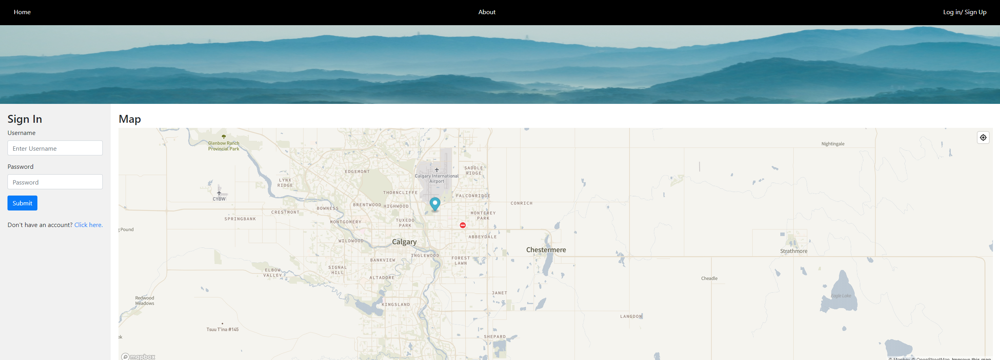 Home
About
Log in/ Sign Up
Sign In
Username
Enter Username
Password
Password
Submit
Don't have an account? Click here.
Map
Glenbow Ranch
Provincial Park
Nightingale
EDGEMONT
SADDLE
RIDGE
Calgary International
Airport
LYNX
RIDGE
THORNCLIFFE
FALCONRIDGE
CYBW
BRENTWOOD
HIGHWOOD
CONRICH
BOWNESS
CRESTMONT
MONTEREY
PARK
SPRINGBANK
MONTGOMERY
TUXEDO
PARK
g Pound
ABBEYDALE
WILDWOOD
Calgary
Chestermere
Strathmore
INGLEWOOD
FOREST
LAWN
BANKVIEW
SIGNAL
HILL
ELBOW
VALLEY
ALTADORE
Cheadle
JANET
Eagle Lake
Redwood
Meadows
KINGSLAND
LANGDON
Tsuu T'ina #145
ek
SHEPARD
mapbox
© Mapbox © OpenStreetMap Improve this map